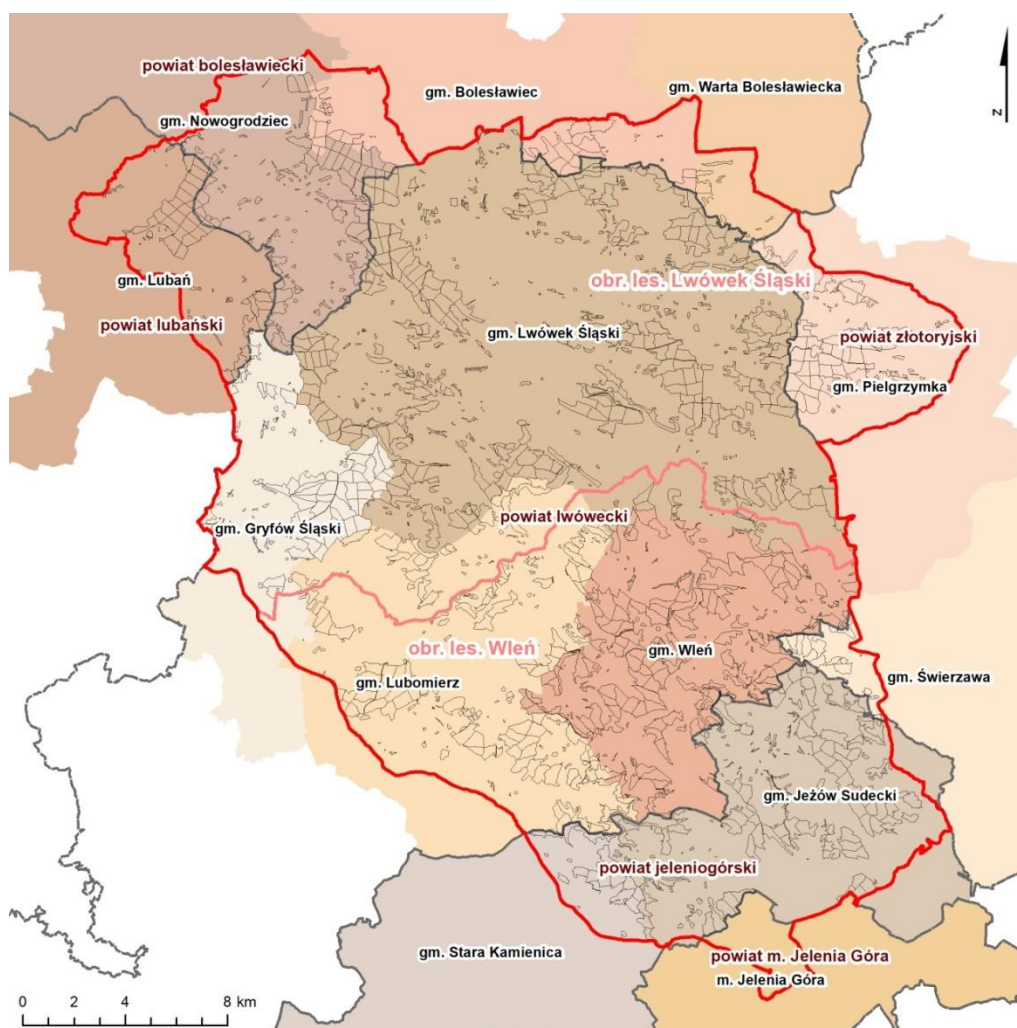 powiat bolesławiecki
gm. Bolesławiec
gm. Warta Bolesławiecka
gm. Nowogrodziec
N
gm. Lubań
obr. les. Lwówek Śląski
powiat lubański
gm. Lwówek Śląski
powiat złotoryjski
gm. Pielgrzymka
powiat lwówecki
gm. Gryfów Śląski
obr. les. Wleń
gm. Wleń
gm. Lubomierz
gm. Świerzawa
gm. Jeżów Sudecki
powiat jeleniogórski
gm. Stara Kamienica
powiat m. Jelenia Góra
m. Jelenia Góra
0 2 4 8 km